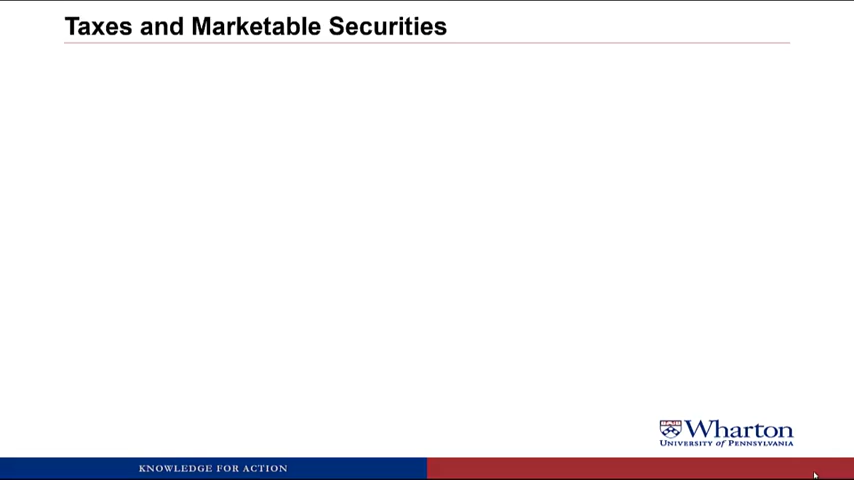 Taxes and Marketable Securities
Wharton
UNIVERSITY of PENNSYLVANIA
KNOWLEDGE FOR ACTION